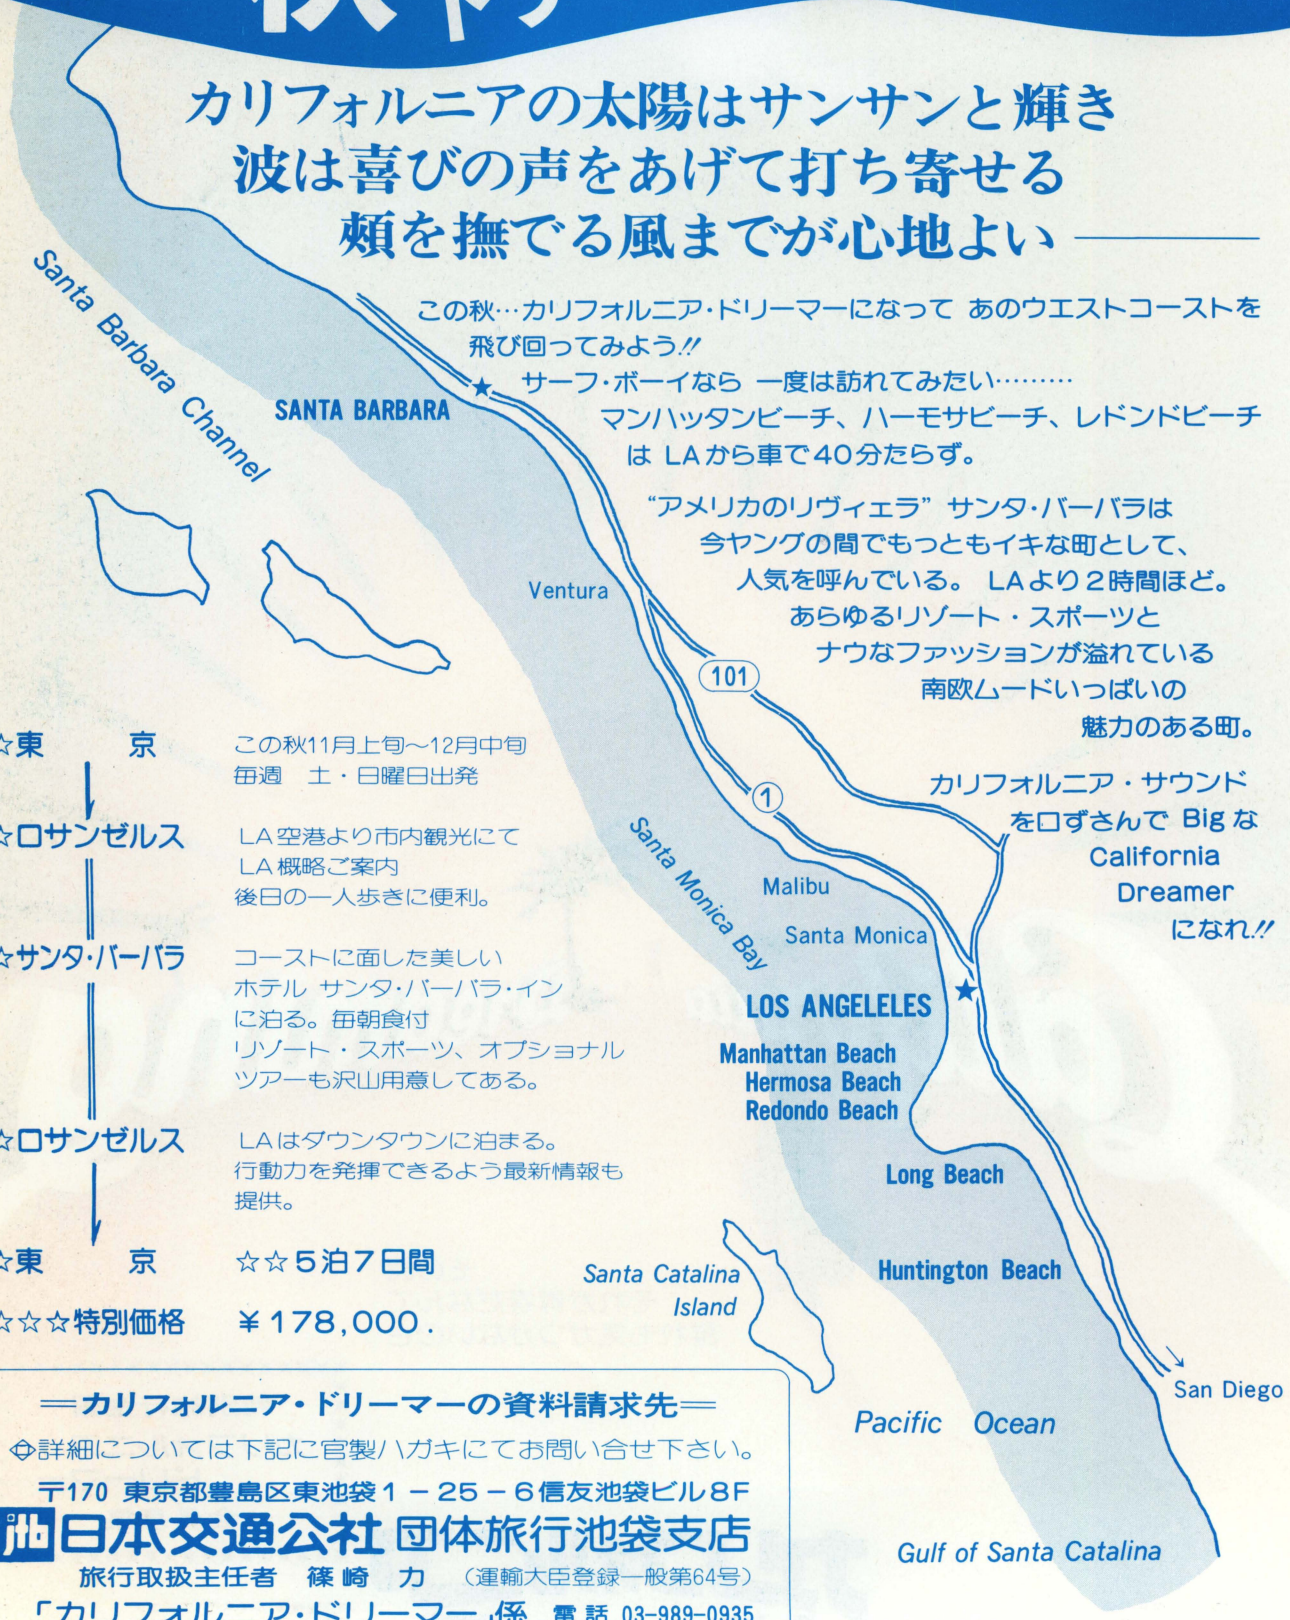 カリフォルニアの太陽はサンサンと輝き
波は喜びの声をあげて打ち寄せる
頰を撫でる風までが心地よい
この秋…カリフォルニア・ドリーマーになって あのウエストコーストを
飛び回ってみよう!!
サーフ・ボーイなら 一度は訪れてみたい………
マンハッタンビーチ、ハーモサビーチ、レドンドビーチ
は LAから車で40分たらず。
“アメリカのリヴィエラ” サンタ・バーバラは
今ヤングの間でもっともイキな町として、
人気を呼んでいる。 LAより2時間ほど。
あらゆるリゾート・スポーツと
ナウなファッションが溢れている
南欧ムードいっぱいの
魅力のある町。
カリフォルニア・サウンド
を口ずさんで Bigな
California
Dreamer
になれ!!
Santa Barbara Channel
SANTA BARBARA
Ventura
101
1
Santa Monica Bay
Malibu
Santa Monica
LOS ANGELELES
Manhattan Beach
Hermosa Beach
Redondo Beach
Long Beach
Huntington Beach
Santa Catalina
Island
San Diego
Pacific Ocean
Gulf of Santa Catalina
☆東 京 この秋11月上旬〜12月中旬
毎週 土・日曜日出発
☆ロサンゼルス LA空港より市内観光にて
LA概略ご案内
後日の一人歩きに便利。
☆サンタ・バーバラ コーストに面した美しい
ホテル サンタ・バーバラ・イン
に泊る。毎朝食付
リゾート・スポーツ、オプショナル
ツアーも沢山用意してある。
☆ロサンゼルス LAはダウンタウンに泊まる。
行動力を発揮できるよう最新情報も
提供。
☆東 京 ☆☆5泊7日間
☆☆☆特別価格 ¥178,000.
＝カリフォルニア・ドリーマーの資料請求先＝
詳細については下記に官製ハガキにてお問い合せ下さい。
〒170 東京都豊島区東池袋1－25－6信友池袋ビル8F
jtb 日本交通公社 団体旅行池袋支店
旅行取扱主任者 篠崎 力 （運輸大臣登録一般第64号）
「カリフォルニア・ドリーマー」係 電話 03-989-0935